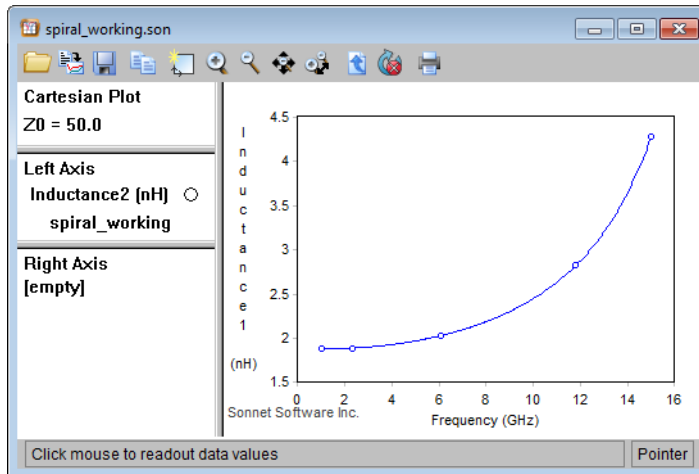 spiral_working.son
Cartesian Plot
Z0 = 50.0
Left Axis
Inductance2 (nH)
spiral_working
Right Axis
[empty]
Inductance1
(nH)
4.5
4
3.5
3
2.5
2
1.5
0 2 4 6 8 10 12 14 16
Sonnet Software Inc.
Frequency (GHz)
Click mouse to readout data values
Pointer